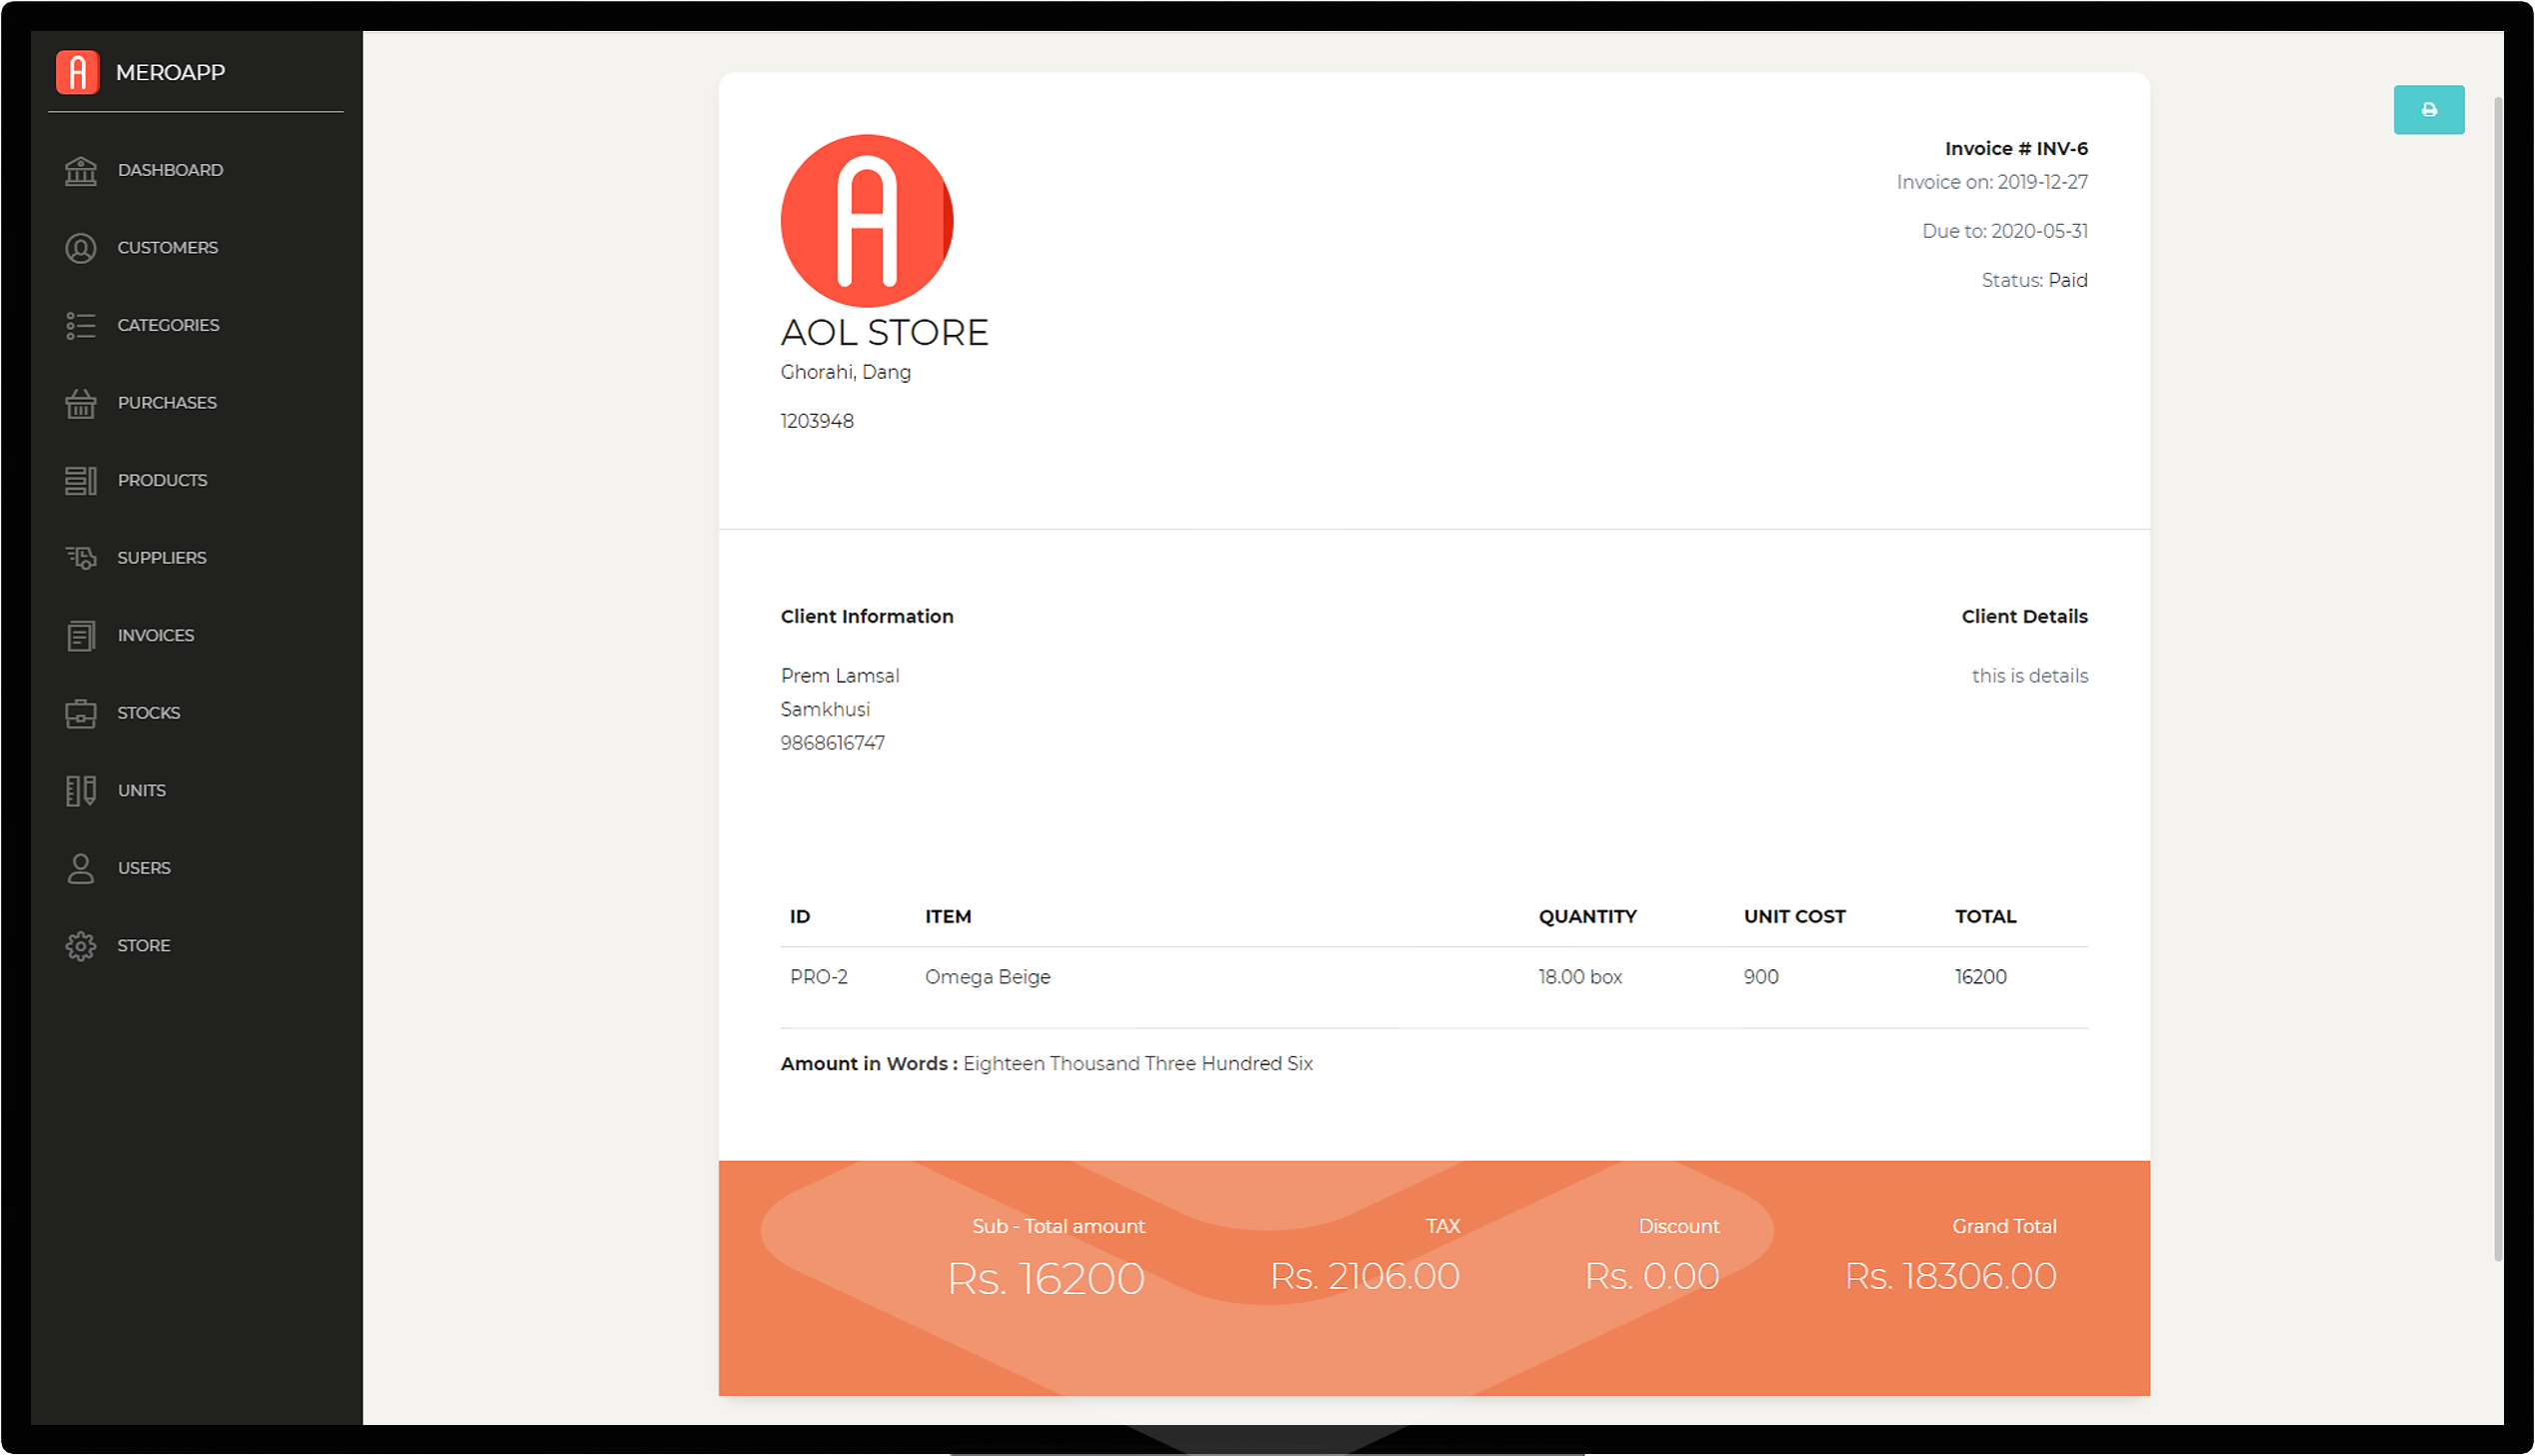 MEROAPP
DASHBOARD
CUSTOMERS
CATEGORIES
PURCHASES
PRODUCTS
SUPPLIERS
INVOICES
STOCKS
UNITS
USERS
STORE
AOL STORE
Ghorahi, Dang
1203948
Invoice # INV-6
Invoice on: 2019-12-27
Due to: 2020-05-31
Status: Paid
Client Information
Prem Lamsal
Samkhusi
9868616747
Client Details
this is details
ID ITEM QUANTITY UNIT COST TOTAL
PRO-2 Omega Beige 18.00 box 900 16200
Amount in Words : Eighteen Thousand Three Hundred Six
Sub - Total amount TAX Discount Grand Total
Rs. 16200 Rs. 2106.00 Rs. 0.00 Rs. 18306.00